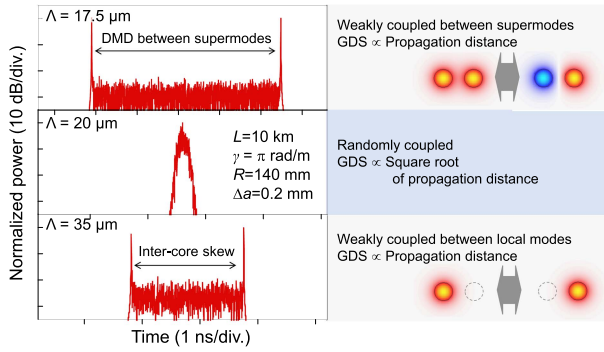 Normalized power (10 dB/div.)
Λ = 17.5 µm
DMD between supermodes
Weakly coupled between supermodes
GDS ∝ Propagation distance
Λ = 20 µm
L=10 km
γ = π rad/m
R=140 mm
Δa=0.2 mm
Randomly coupled
GDS ∝ Square root
of propagation distance
Λ = 35 µm
Inter-core skew
Weakly coupled between local modes
GDS ∝ Propagation distance
Time (1 ns/div.)